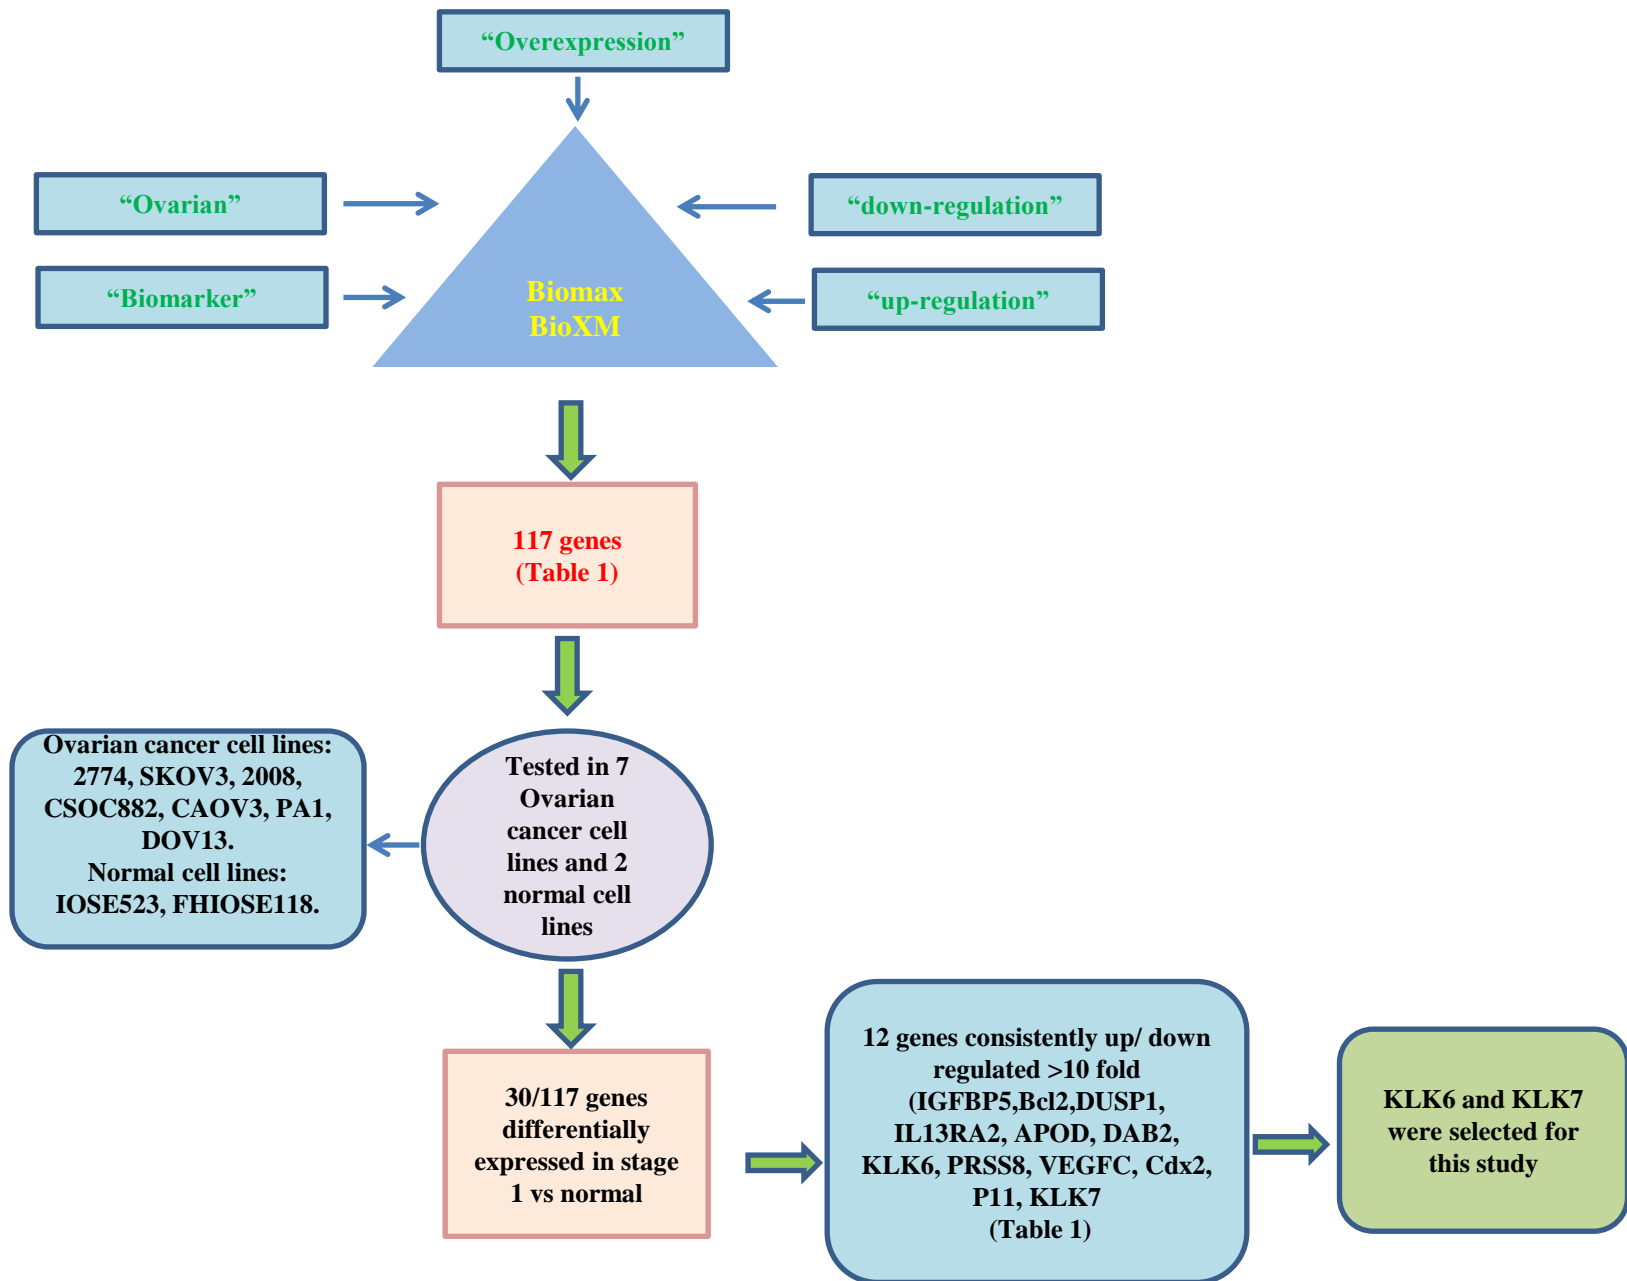 “Overexpression”
“Ovarian”
“down-regulation”
“Biomarker”
“up-regulation”
Biomax
BioXM
117 genes
(Table 1)
Ovarian cancer cell lines:
2774, SKOV3, 2008,
CSOC882, CAOV3, PA1,
DOV13.
Normal cell lines:
IOSE523, FHIOSE118.
Tested in 7
Ovarian
cancer cell
lines and 2
normal cell
lines
30/117 genes
differentially
expressed in stage
1 vs normal
12 genes consistently up/ down
regulated >10 fold
(IGFBP5,Bcl2,DUSP1,
IL13RA2, APOD, DAB2,
KLK6, PRSS8, VEGFC, Cdx2,
P11, KLK7
(Table 1)
KLK6 and KLK7
were selected for
this study